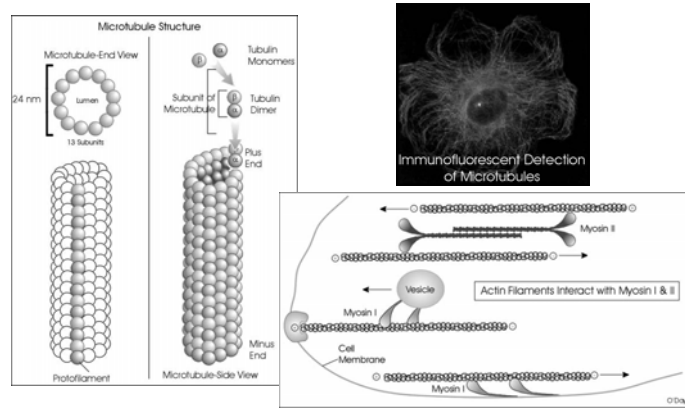 Microtubule Structure
Microtubule-End View
24 nm
Lumen
13 Subunits
Protofilament
β
α
Tubulin
Monomers
Subunit of
Microtubule
β
α
Tubulin
Dimer
β
α
Plus
End
Minus
End
Microtubule-Side View
Immunofluorescent Detection
of Microtubules
Myosin II
Vesicle
Myosin I
Actin Filaments Interact with Myosin I & II
Cell
Membrane
Myosin I
O'Day